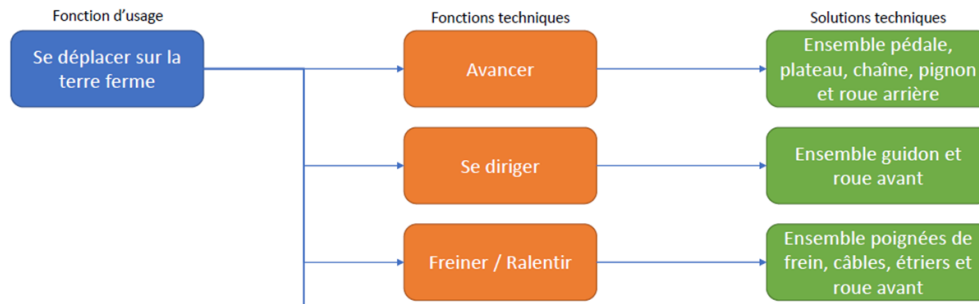 Fonction d'usage
Fonctions techniques
Solutions techniques
Se déplacer sur la
terre ferme
Avancer
Ensemble pédale,
plateau, chaîne, pignon
et roue arrière
Se diriger
Ensemble guidon et
roue avant
Freiner / Ralentir
Ensemble poignées de
frein, câbles, étriers et
roue avant